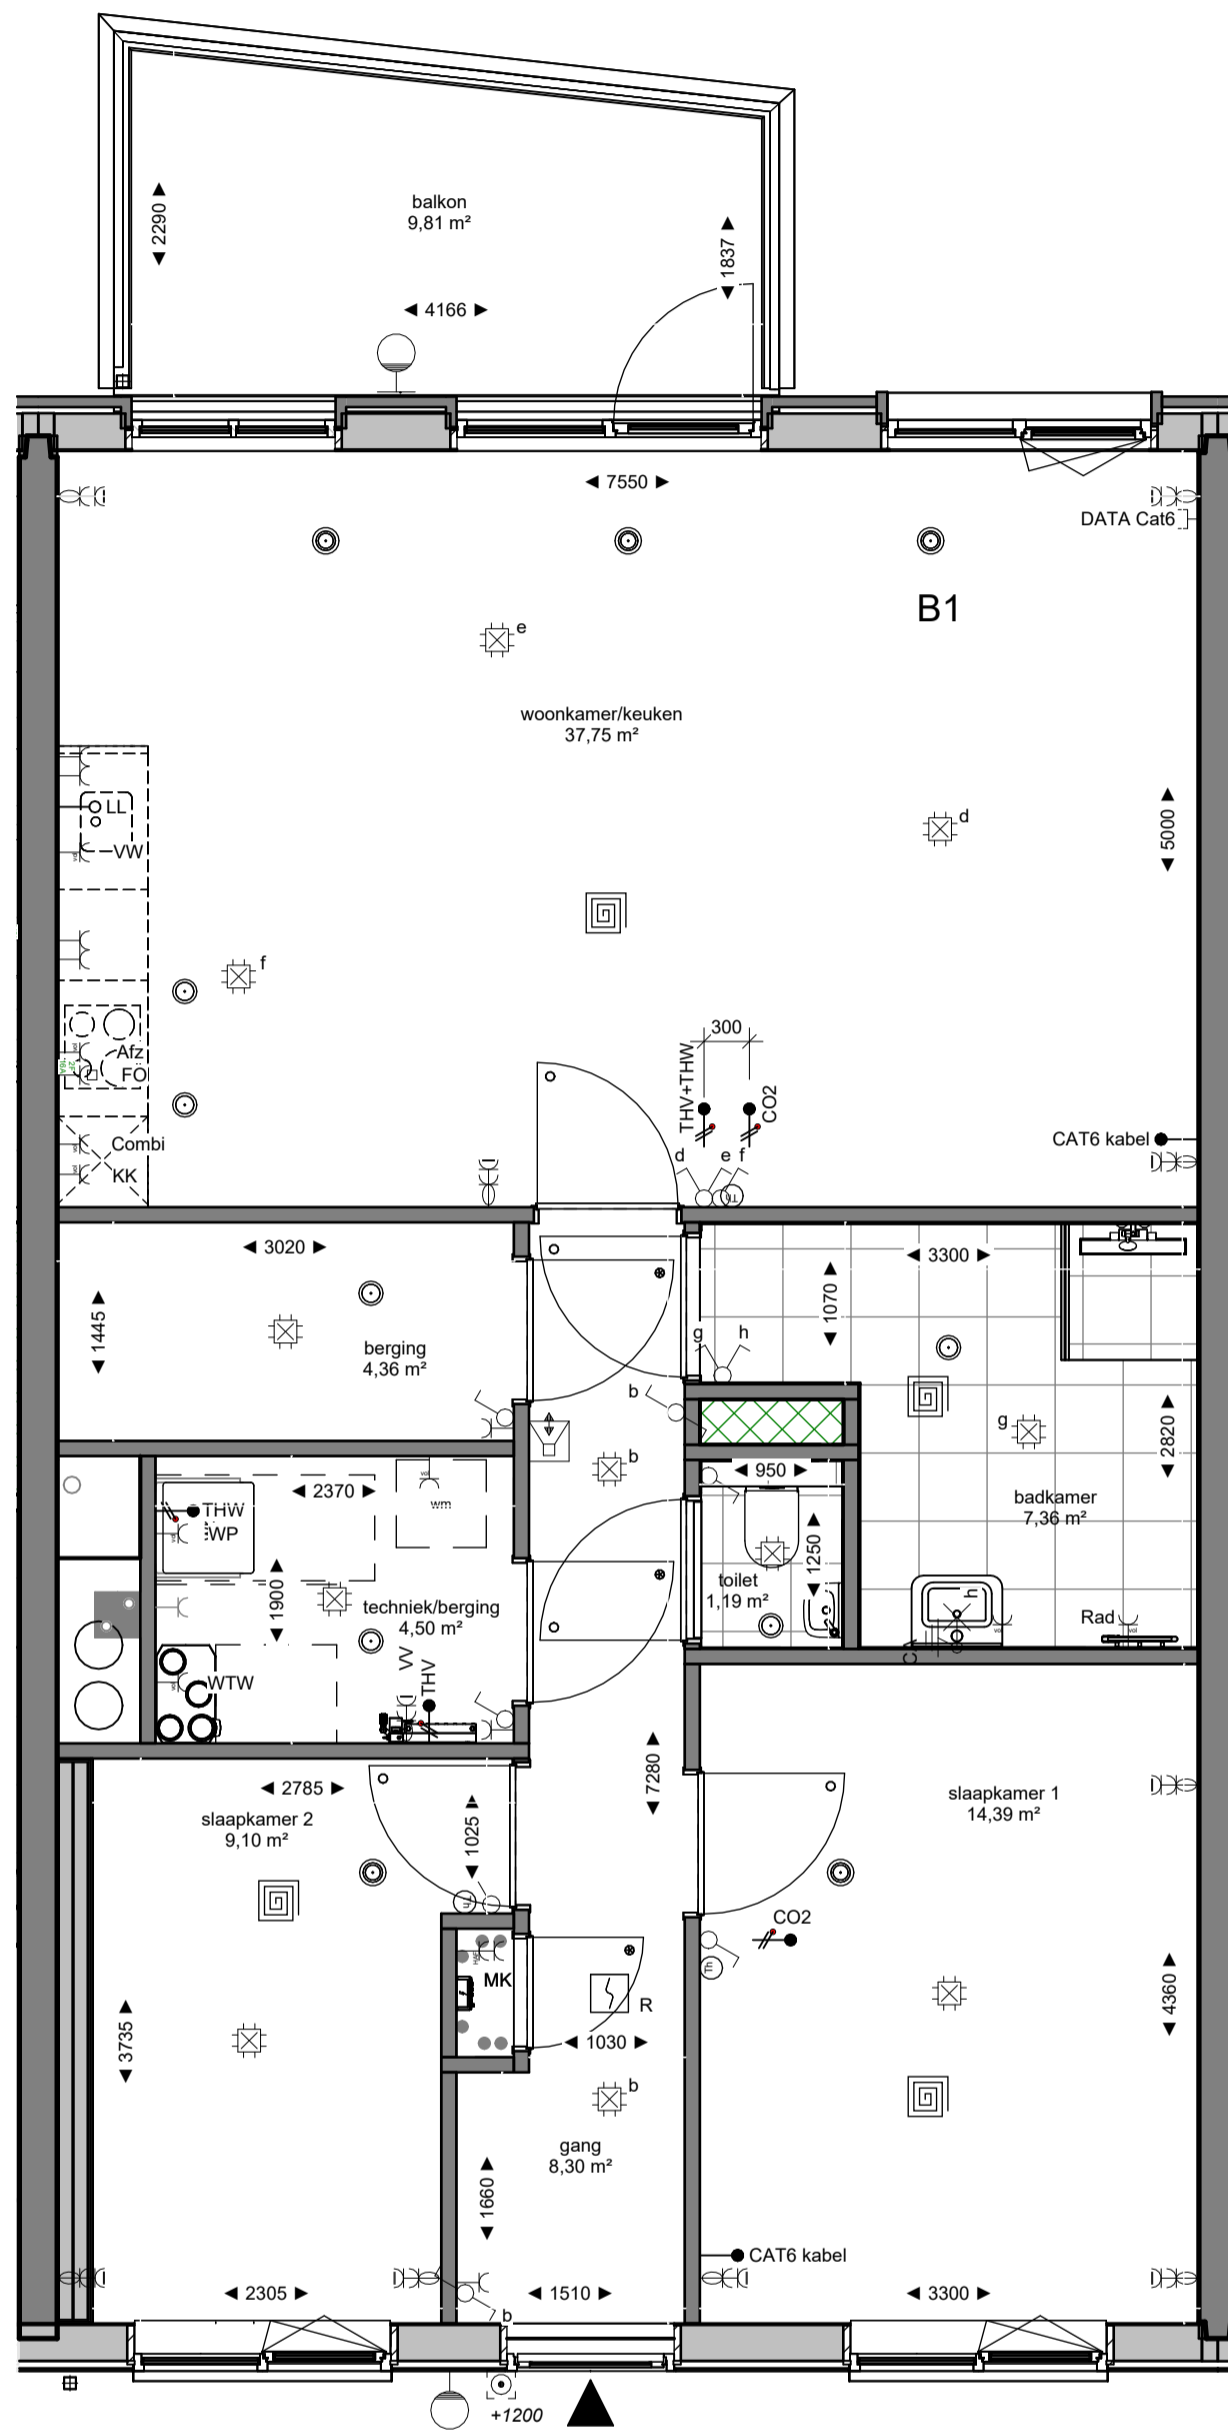 balkon
9,81 m²
2290
1837
4166
7550
DATA Cat6
B1
e
woonkamer/keuken
37,75 m²
LL
VW
d
5000
f
Afz
FO
300
THV+THW
CO2
Combi
KK
CAT6 kabel
d
e
f
3020
3300
1445
1070
berging
4,36 m²
g
h
b
g
2820
2370
wm
b
950
THW
WP
badkamer
7,36 m²
1900
1250
toilet
1,19 m²
h
techniek/berging
4,50 m²
Rad
VV
THV
WTW
7280
2785
slaapkamer 2
9,10 m²
1025
slaapkamer 1
14,39 m²
CO2
Th
MK
R
4360
3735
1030
b
gang
8,30 m²
1660
CAT6 kabel
2305
1510
3300
b
+1200